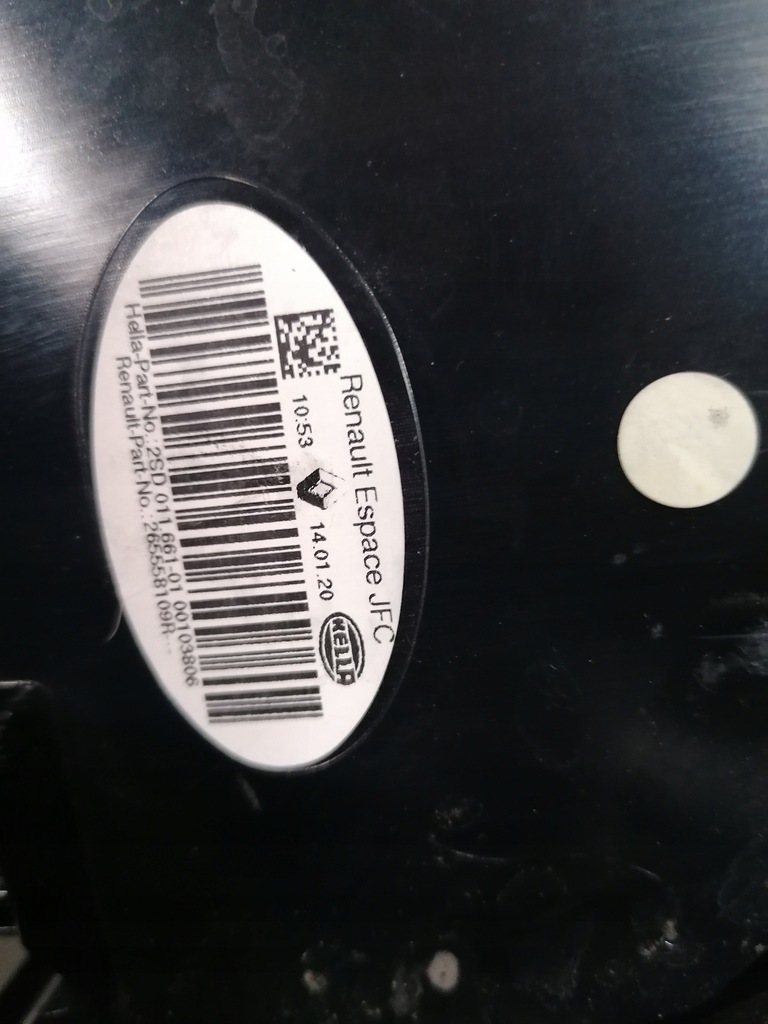 Renault Espace JFC
10:53 14.01.20 HELLA
Hella-Part-No.:2SD 011 661-01 00103806
Renault-Part-No.:265558109R--